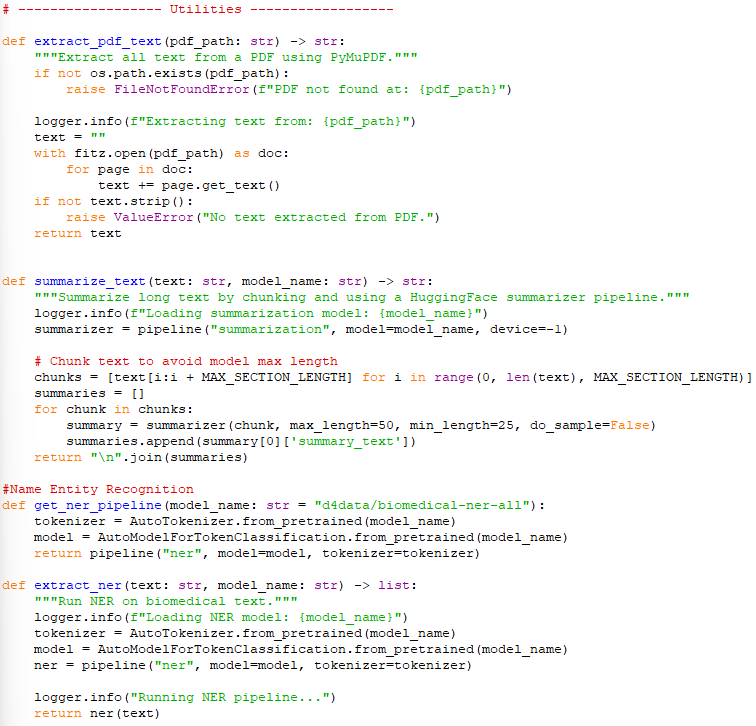 # ------------------ Utilities ------------------
def extract_pdf_text(pdf_path: str) -> str:
    """Extract all text from a PDF using PyMuPDF."""
    if not os.path.exists(pdf_path):
        raise FileNotFoundError(f"PDF not found at: {pdf_path}")
    logger.info(f"Extracting text from: {pdf_path}")
    text = ""
    with fitz.open(pdf_path) as doc:
        for page in doc:
            text += page.get_text()
    if not text.strip():
        raise ValueError("No text extracted from PDF.")
    return text
def summarize_text(text: str, model_name: str) -> str:
    """Summarize long text by chunking and using a HuggingFace summarizer pipeline."""
    logger.info(f"Loading summarization model: {model_name}")
    summarizer = pipeline("summarization", model=model_name, device=-1)
    # Chunk text to avoid model max length
    chunks = [text[i:i + MAX_SECTION_LENGTH] for i in range(0, len(text), MAX_SECTION_LENGTH)]
    summaries = []
    for chunk in chunks:
        summary = summarizer(chunk, max_length=50, min_length=25, do_sample=False)
        summaries.append(summary[0]['summary_text'])
    return "\n".join(summaries)
#Name Entity Recognition
def get_ner_pipeline(model_name: str = "d4data/biomedical-ner-all"):
    tokenizer = AutoTokenizer.from_pretrained(model_name)
    model = AutoModelForTokenClassification.from_pretrained(model_name)
    return pipeline("ner", model=model, tokenizer=tokenizer)
def extract_ner(text: str, model_name: str) -> list:
    """Run NER on biomedical text."""
    logger.info(f"Loading NER model: {model_name}")
    tokenizer = AutoTokenizer.from_pretrained(model_name)
    model = AutoModelForTokenClassification.from_pretrained(model_name)
    ner = pipeline("ner", model=model, tokenizer=tokenizer)
    logger.info("Running NER pipeline...")
    return ner(text)